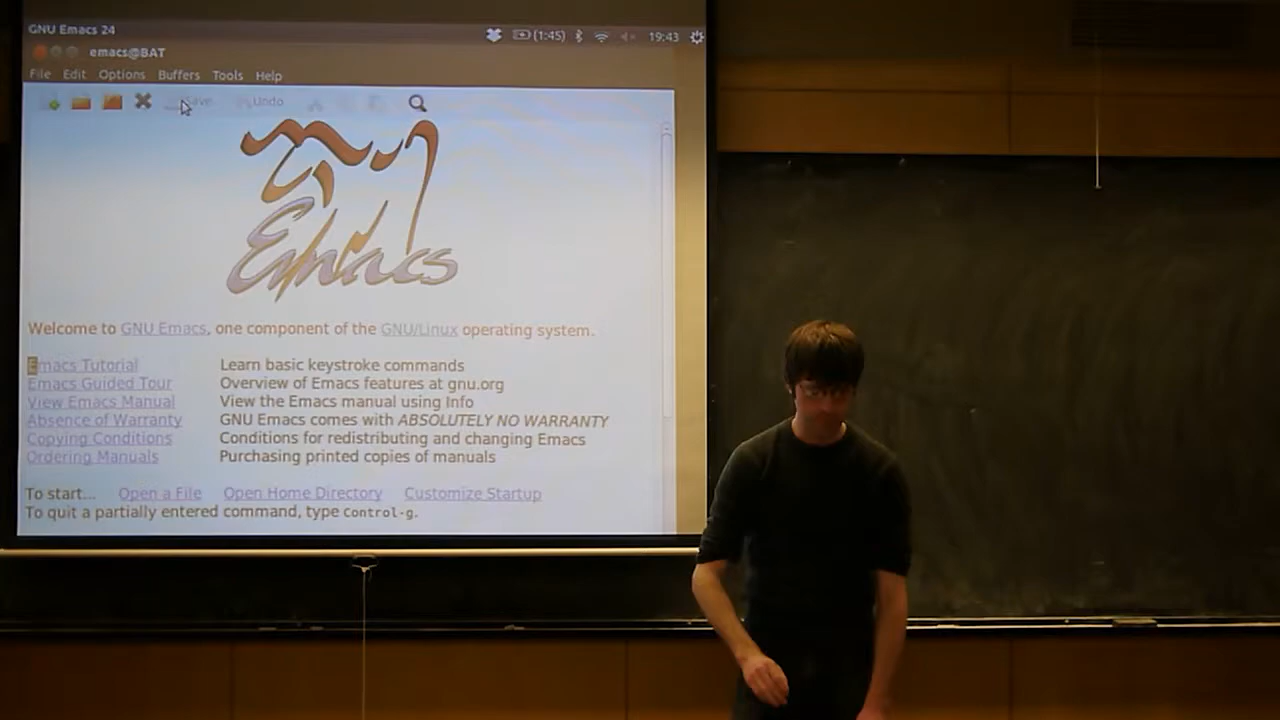 GNU Emacs 24
(1:45) 19:43
emacs@BAT
File Edit Options Buffers Tools Help
Save Undo
Emacs
Welcome to GNU Emacs, one component of the GNU/Linux operating system.
Emacs Tutorial Learn basic keystroke commands
Emacs Guided Tour Overview of Emacs features at gnu.org
View Emacs Manual View the Emacs manual using Info
Absence of Warranty GNU Emacs comes with ABSOLUTELY NO WARRANTY
Copying Conditions Conditions for redistributing and changing Emacs
Ordering Manuals Purchasing printed copies of manuals
To start... Open a File Open Home Directory Customize Startup
To quit a partially entered command, type Control-g.